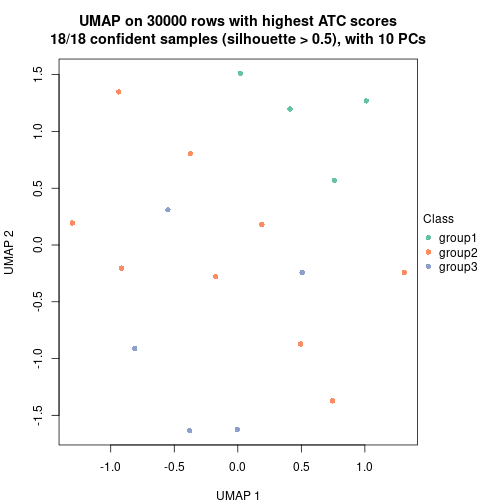 UMAP on 30000 rows with highest ATC scores
18/18 confident samples (silhouette > 0.5), with 10 PCs
1.5
1.0
0.5
0.0
-0.5
-1.0
-1.5
UMAP 2
-1.0 -0.5 0.0 0.5 1.0
UMAP 1
Class
group1
group2
group3